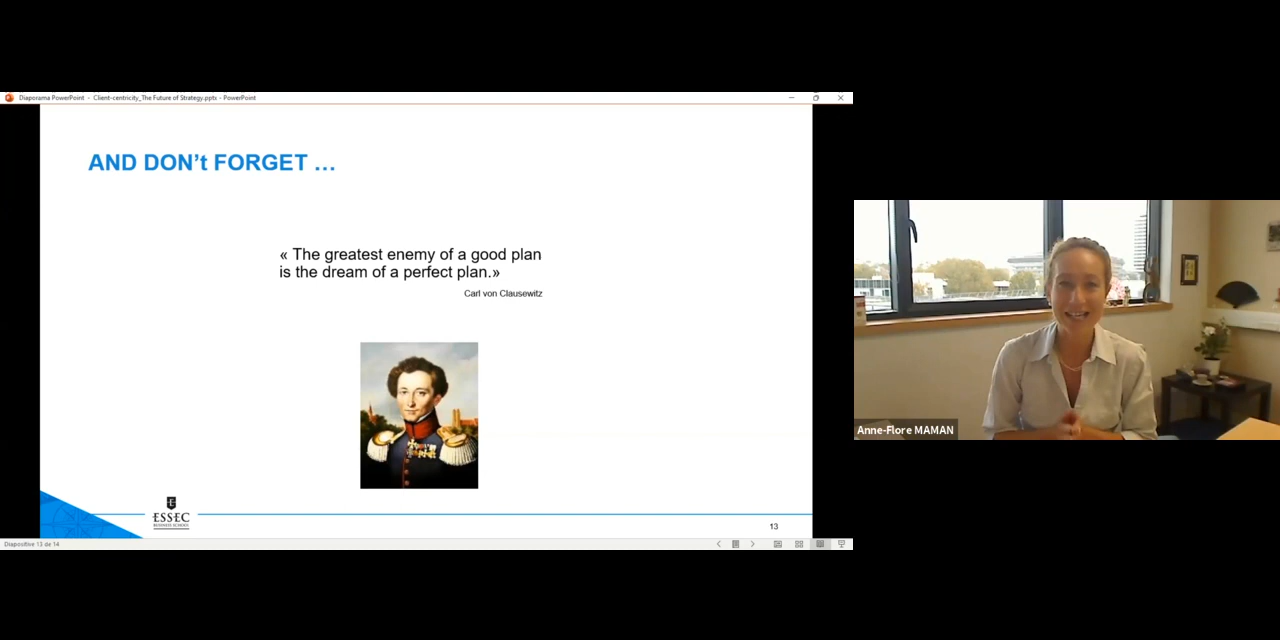 Diaporama PowerPoint - Client-centricity_The Future of Strategy.pptx - PowerPoint
AND DON't FORGET ...
« The greatest enemy of a good plan
is the dream of a perfect plan.»
Carl von Clausewitz
ESSEC
BUSINESS SCHOOL
13
Diapositive 13 de 14
Anne-Flore MAMAN